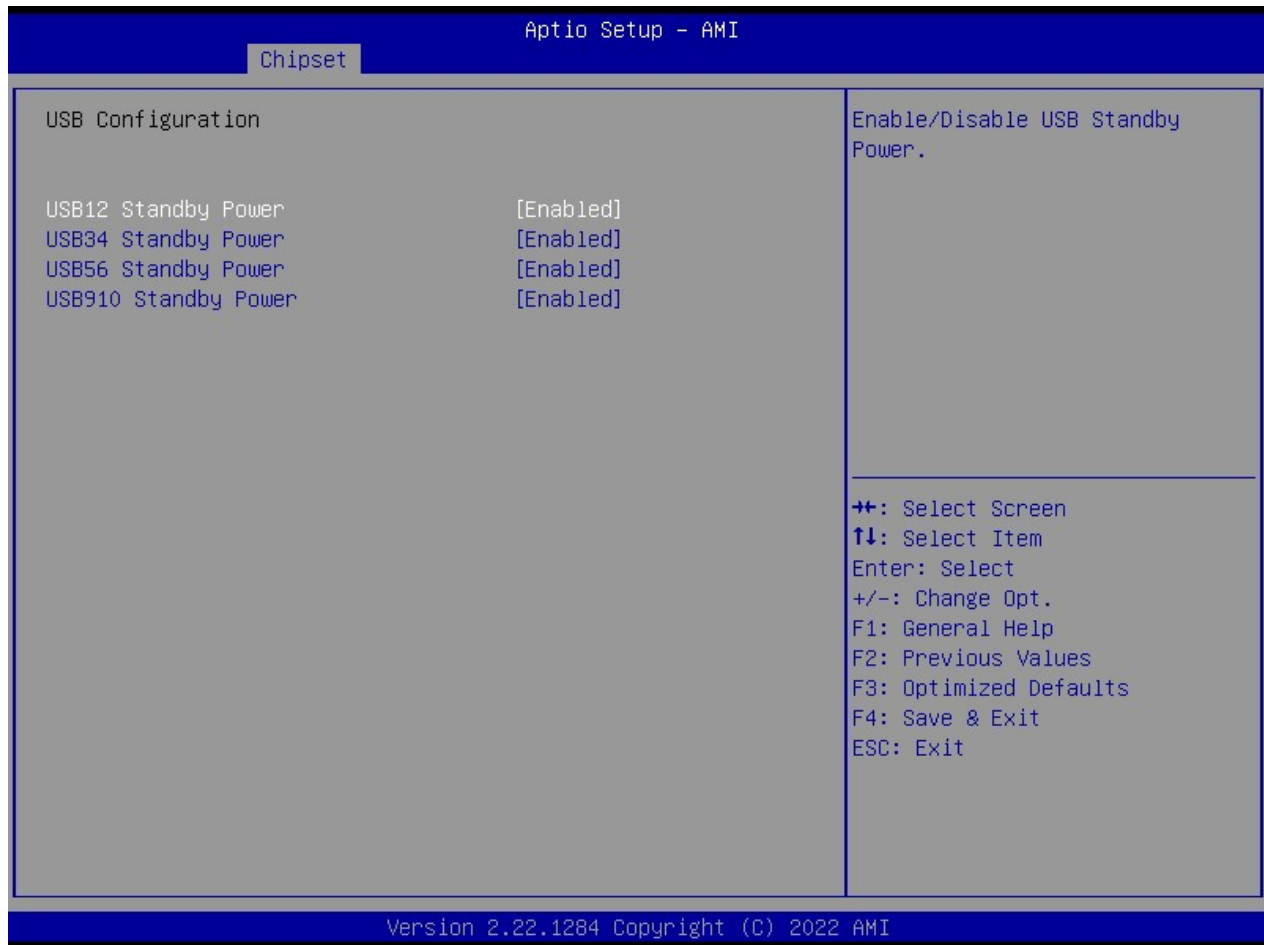 Aptio Setup – AMI
Chipset
USB Configuration
USB12 Standby Power [Enabled]
USB34 Standby Power [Enabled]
USB56 Standby Power [Enabled]
USB910 Standby Power [Enabled]
Enable/Disable USB Standby
Power.
→←: Select Screen
↑↓: Select Item
Enter: Select
+/-: Change Opt.
F1: General Help
F2: Previous Values
F3: Optimized Defaults
F4: Save & Exit
ESC: Exit
Version 2.22.1284 Copyright (C) 2022 AMI